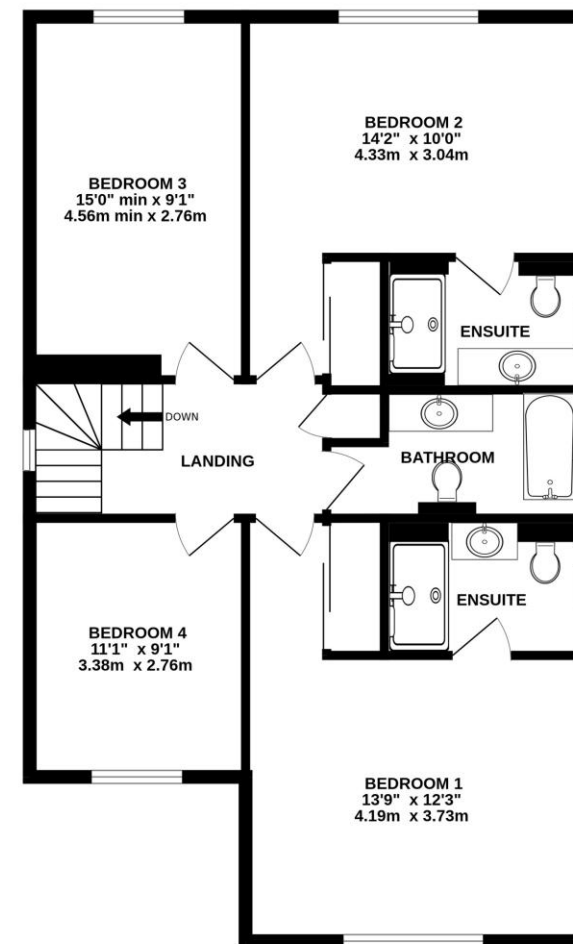 BEDROOM 2
14'2" x 10'0"
4.33m x 3.04m
BEDROOM 3
15'0" min x 9'1"
4.56m min x 2.76m
ENSUITE
DOWN
LANDING
BATHROOM
ENSUITE
BEDROOM 4
11'1" x 9'1"
3.38m x 2.76m
BEDROOM 1
13'9" x 12'3"
4.19m x 3.73m